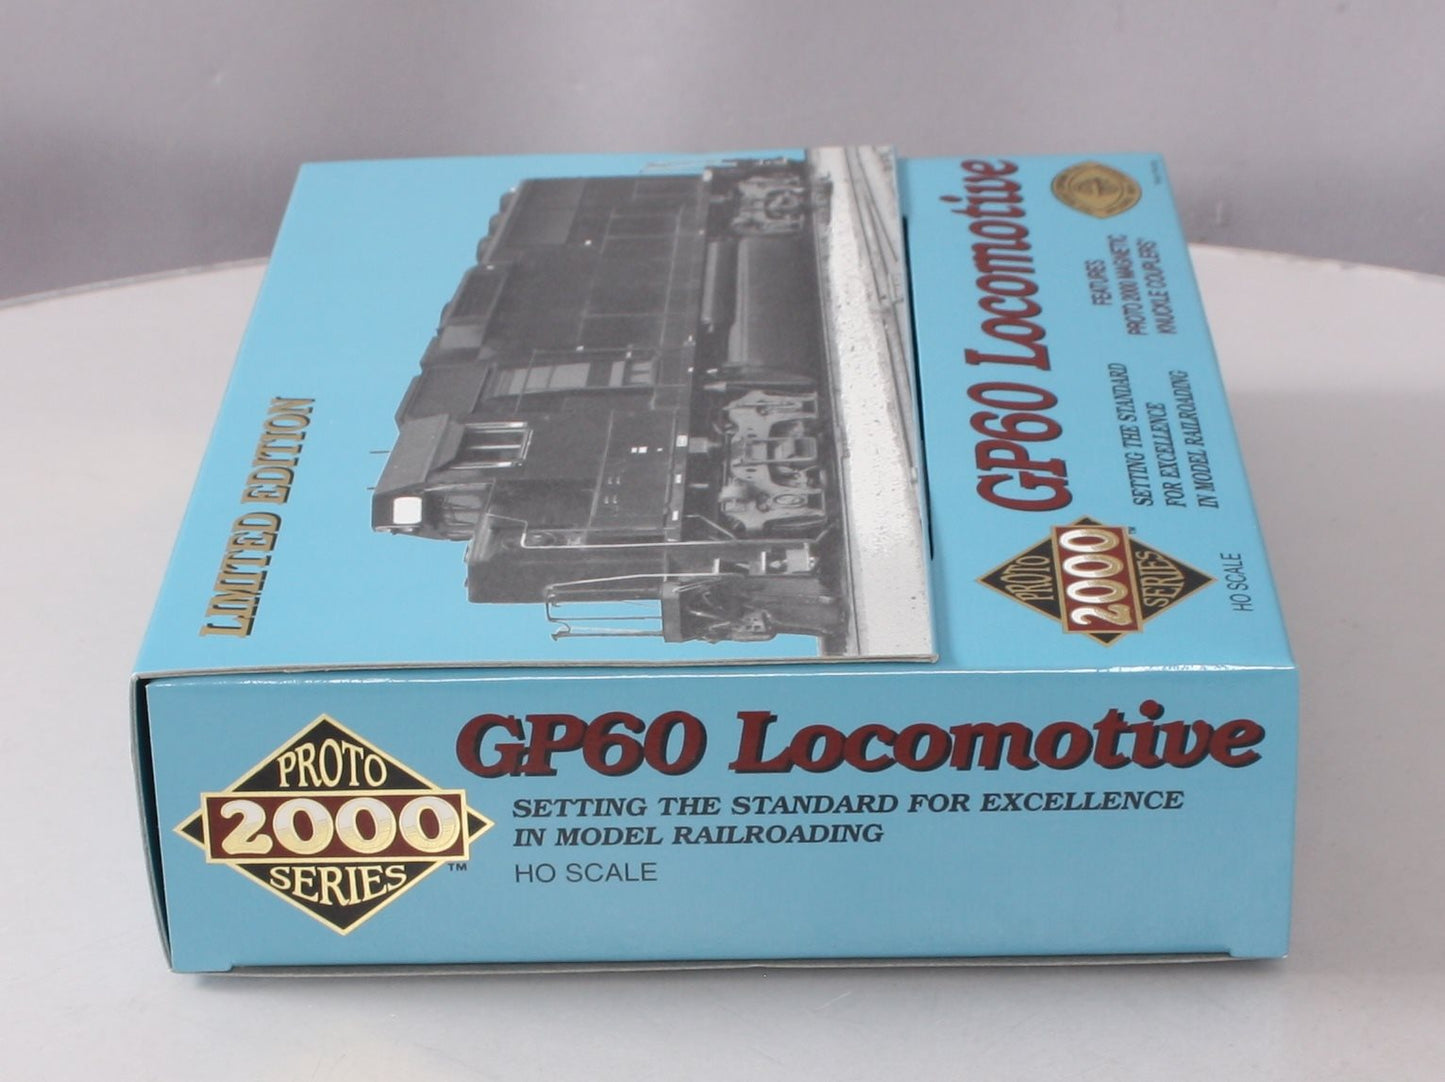 LIMITED EDITION
GP60 Locomotive
FEATURES
PROTO 2000 MAGNETIC
KNUCKLE COUPLERS
SETTING THE STANDARD
FOR EXCELLENCE
IN MODEL RAILROADING
PROTO
2000
SERIES
™
HO SCALE
GP60 Locomotive
SETTING THE STANDARD FOR EXCELLENCE
IN MODEL RAILROADING
HO SCALE
PROTO
2000
SERIES
™